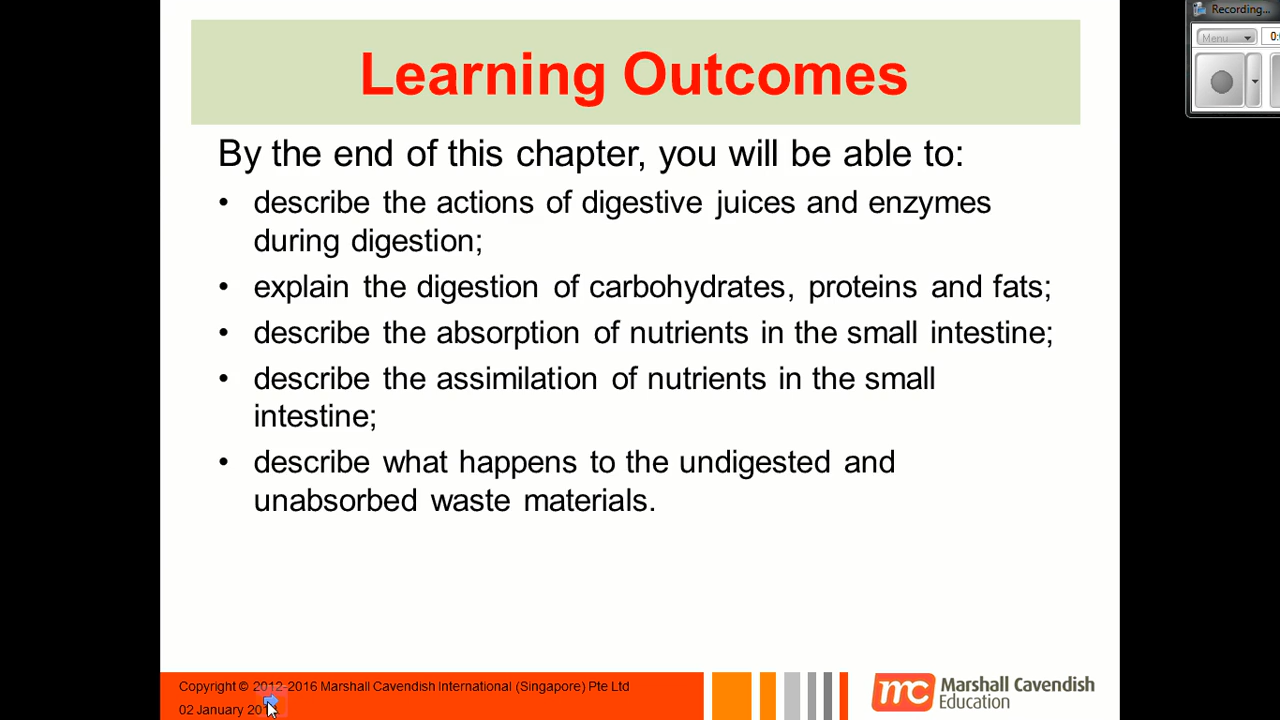 Recording...
Menu
Learning Outcomes
By the end of this chapter, you will be able to:
• describe the actions of digestive juices and enzymes
during digestion;
• explain the digestion of carbohydrates, proteins and fats;
• describe the absorption of nutrients in the small intestine;
• describe the assimilation of nutrients in the small
intestine;
• describe what happens to the undigested and
unabsorbed waste materials.
Copyright © 2012-2016 Marshall Cavendish International (Singapore) Pte Ltd
02 January
mc Marshall Cavendish
Education